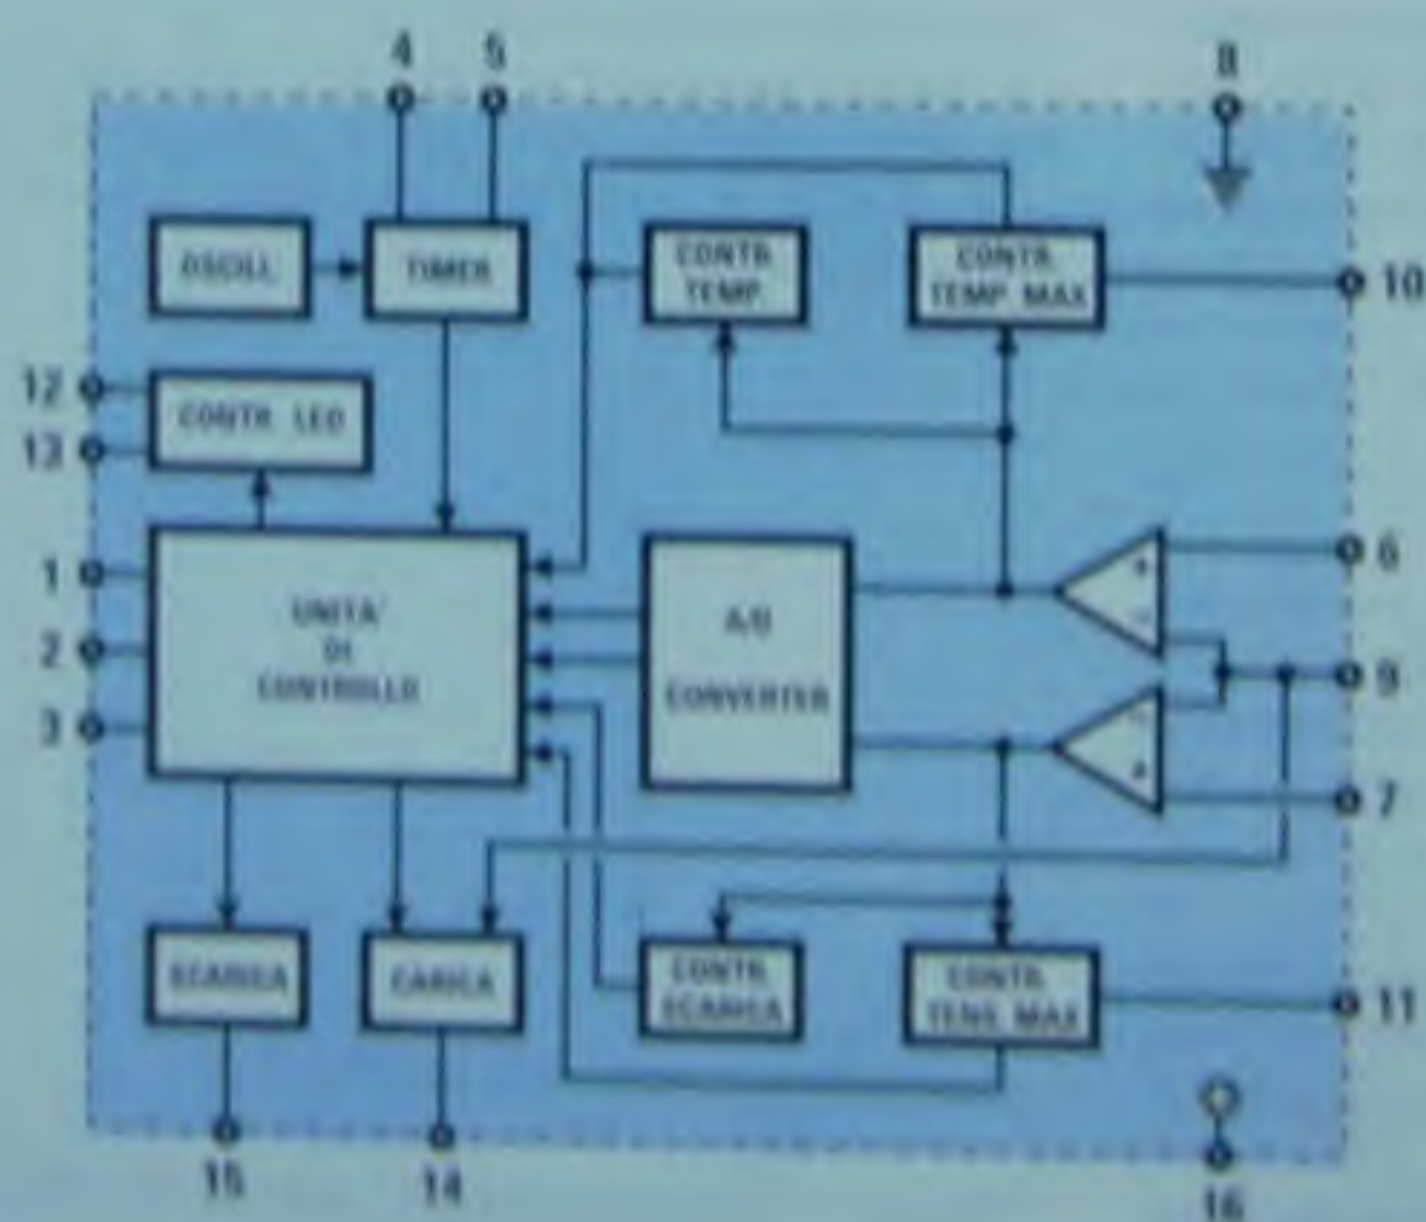 4
5
8
OSCILL
TIMER
CONTR.
TEMP.
CONTR.
TEMP. MAX
10
12
CONTR. LED
13
6
1
UNITA'
DI
CONTROLLO
A/D
CONVERTER
2
9
3
7
SCARICA
CARICA
CONTR.
SCARICA
CONTR.
TENS. MAX
11
15
14
16